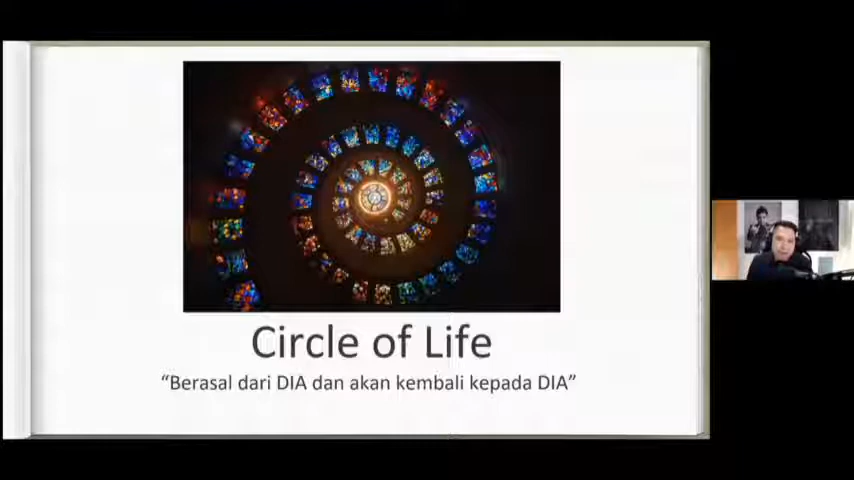 Circle of Life
“Berasal dari DIA dan akan kembali kepada DIA”